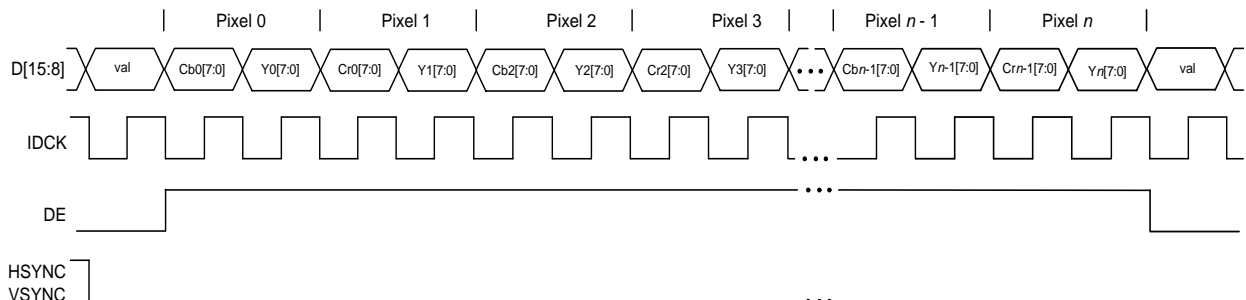 Pixel 0 Pixel 1 Pixel 2 Pixel 3 Pixel n - 1 Pixel n
D[15:8] val Cb0[7:0] Y0[7:0] Cr0[7:0] Y1[7:0] Cb2[7:0] Y2[7:0] Cr2[7:0] Y3[7:0] ••• Cbn-1[7:0] Yn-1[7:0] Crn-1[7:0] Yn[7:0] val
IDCK •••
DE •••
HSYNC
VSYNC •••